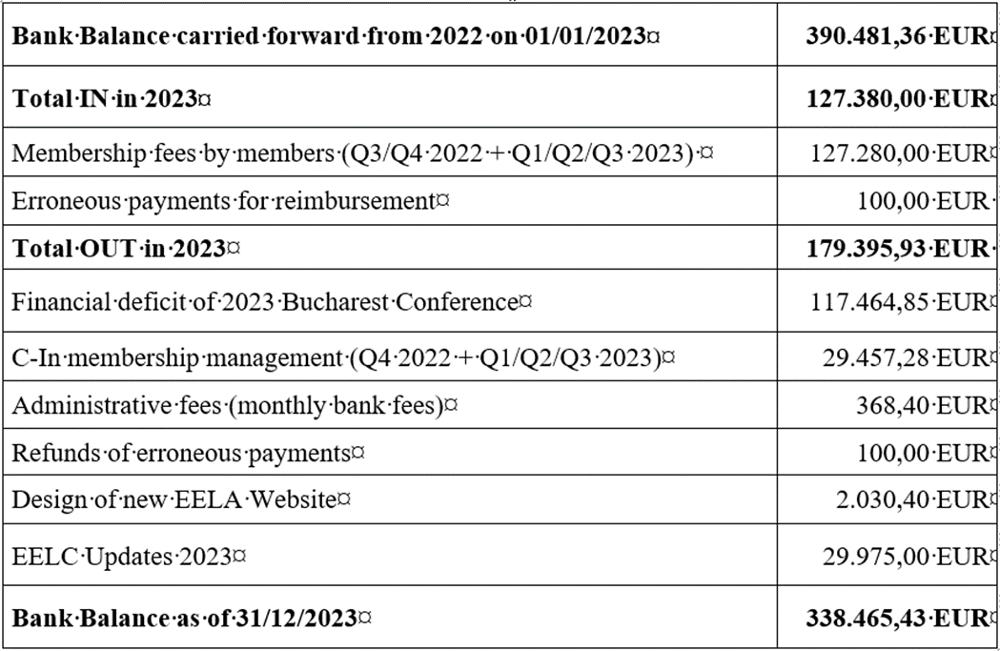 Bank Balance carried forward from 2022 on 01/01/2023¤ 390.481,36 EUR¤
Total IN in 2023¤ 127.380,00 EUR¤
Membership fees by members (Q3/Q4 2022 + Q1/Q2/Q3 2023) ¤ 127.280,00 EUR¤
Erroneous payments for reimbursement¤ 100,00 EUR
Total OUT in 2023¤ 179.395,93 EUR
Financial deficit of 2023 Bucharest Conference¤ 117.464,85 EUR¤
C-In membership management (Q4 2022 + Q1/Q2/Q3 2023)¤ 29.457,28 EUR¤
Administrative fees (monthly bank fees)¤ 368,40 EUR¤
Refunds of erroneous payments¤ 100,00 EUR¤
Design of new EELA Website¤ 2.030,40 EUR¤
EELC Updates 2023¤ 29.975,00 EUR¤
Bank Balance as of 31/12/2023¤ 338.465,43 EUR¤